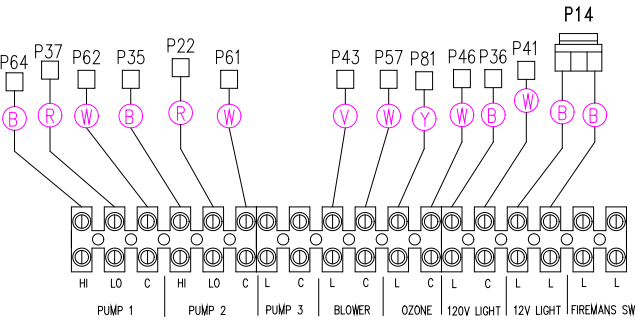 P14
P64 P37 P62 P35 P22 P61 P43 P57 P81 P46 P36 P41
B R W B R W V W Y W B W B B
HI LO C HI LO C L C L C L C L C L L L L
PUMP 1 PUMP 2 PUMP 3 BLOWER OZONE 120V LIGHT 12V LIGHT FIREMANS SW